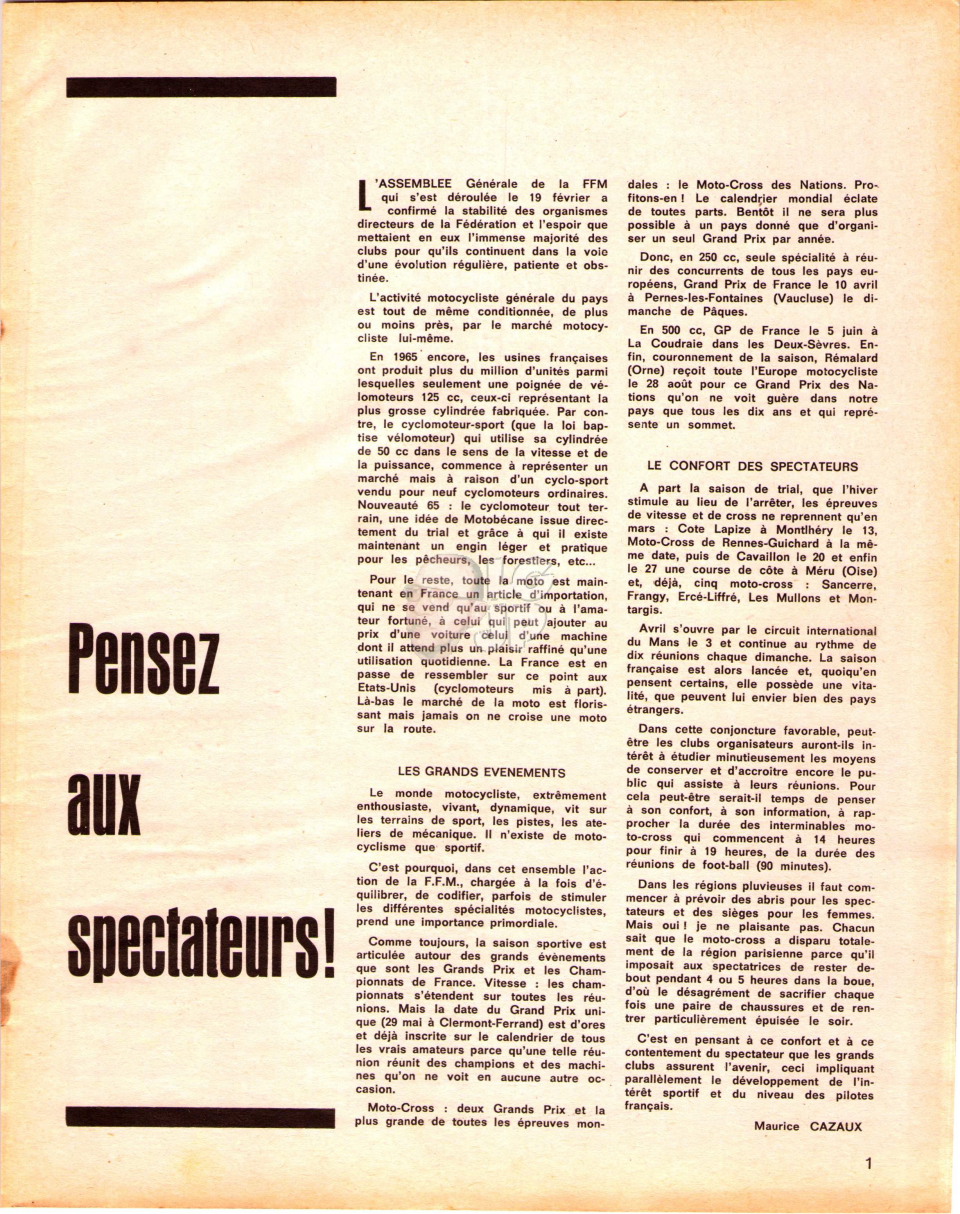 Pensez
aux
spectateurs!
L'ASSEMBLEE Générale de la FFM
qui s'est déroulée le 19 février a
confirmé la stabilité des organismes
directeurs de la Fédération et l'espoir que
mettaient en eux l'immense majorité des
clubs pour qu'ils continuent dans la voie
d'une évolution régulière, patiente et obs-
tinée.
L'activité motocycliste générale du pays
est tout de même conditionnée, de plus
ou moins près, par le marché motocy-
cliste lui-même.
En 1965 encore, les usines françaises
ont produit plus du million d'unités parmi
lesquelles seulement une poignée de vé-
lomoteurs 125 cc, ceux-ci représentant la
plus grosse cylindrée fabriquée. Par con-
tre, le cyclomoteur-sport (que la loi bap-
tise vélomoteur) qui utilise sa cylindrée
de 50 cc dans le sens de la vitesse et de
la puissance, commence à représenter un
marché mais à raison d'un cyclo-sport
vendu pour neuf cyclomoteurs ordinaires.
Nouveauté 65 : le cyclomoteur tout ter-
rain, une idée de Motobécane issue direc-
tement du trial et grâce à qui il existe
maintenant un engin léger et pratique
pour les pêcheurs, les forestiers, etc...
Pour le reste, toute la moto est main-
tenant en France un article d'importation,
qui ne se vend qu'au sportif ou à l'ama-
teur fortuné, à celui qui peut ajouter au
prix d'une voiture celui d'une machine
dont il attend plus un plaisir raffiné qu'une
utilisation quotidienne. La France est en
passe de ressembler sur ce point aux
Etats-Unis (cyclomoteurs mis à part).
Là-bas le marché de la moto est floris-
sant mais jamais on ne croise une moto
sur la route.
LES GRANDS EVENEMENTS
Le monde motocycliste, extrêmement
enthousiaste, vivant, dynamique, vit sur
les terrains de sport, les pistes, les ate-
liers de mécanique. Il n'existe de moto-
cyclisme que sportif.
C'est pourquoi, dans cet ensemble l'ac-
tion de la F.F.M., chargée à la fois d'é-
quilibrer, de codifier, parfois de stimuler
les différentes spécialités motocyclistes,
prend une importance primordiale.
Comme toujours, la saison sportive est
articulée autour des grands évènements
que sont les Grands Prix et les Cham-
pionnats de France. Vitesse : les cham-
pionnats s'étendent sur toutes les réu-
nions. Mais la date du Grand Prix uni-
que (29 mai à Clermont-Ferrand) est d'ores
et déjà inscrite sur le calendrier de tous
les vrais amateurs parce qu'une telle réu-
nion réunit des champions et des machi-
nes qu'on ne voit en aucune autre oc-
casion.
Moto-Cross : deux Grands Prix et la
plus grande de toutes les épreuves mon-
dales : le Moto-Cross des Nations. Pro-
fitons-en ! Le calendrier mondial éclate
de toutes parts. Bentôt il ne sera plus
possible à un pays donné que d'organi-
ser un seul Grand Prix par année.
Donc, en 250 cc, seule spécialité à réu-
nir des concurrents de tous les pays eu-
ropéens, Grand Prix de France le 10 avril
à Pernes-les-Fontaines (Vaucluse) le di-
manche de Pâques.
En 500 cc, GP de France le 5 juin à
La Coudraie dans les Deux-Sèvres. En-
fin, couronnement de la saison, Rémalard
(Orne) reçoit toute l'Europe motocycliste
le 28 août pour ce Grand Prix des Na-
tions qu'on ne voit guère dans notre
pays que tous les dix ans et qui repré-
sente un sommet.
LE CONFORT DES SPECTATEURS
A part la saison de trial, que l'hiver
stimule au lieu de l'arrêter, les épreuves
de vitesse et de cross ne reprennent qu'en
mars : Cote Lapize à Montlhéry le 13,
Moto-Cross de Rennes-Guichard à la mê-
me date, puis de Cavaillon le 20 et enfin
le 27 une course de côte à Méru (Oise)
et, déjà, cinq moto-cross : Sancerre,
Frangy, Ercé-Liffré, Les Mullons et Mon-
targis.
Avril s'ouvre par le circuit international
du Mans le 3 et continue au rythme de
dix réunions chaque dimanche. La saison
française est alors lancée et, quoiqu'en
pensent certains, elle possède une vita-
lité, que peuvent lui envier bien des pays
étrangers.
Dans cette conjoncture favorable, peut-
être les clubs organisateurs auront-ils in-
térêt à étudier minutieusement les moyens
de conserver et d'accroitre encore le pu-
blic qui assiste à leurs réunions. Pour
cela peut-être serait-il temps de penser
à son confort, à son information, à rap-
procher la durée des interminables mo-
to-cross qui commencent à 14 heures
pour finir à 19 heures, de la durée des
réunions de foot-ball (90 minutes).
Dans les régions pluvieuses il faut com-
mencer à prévoir des abris pour les spec-
tateurs et des sièges pour les femmes.
Mais oui ! je ne plaisante pas. Chacun
sait que le moto-cross a disparu totale-
ment de la région parisienne parce qu'il
imposait aux spectatrices de rester de-
bout pendant 4 ou 5 heures dans la boue,
d'où le désagrément de sacrifier chaque
fois une paire de chaussures et de ren-
trer particulièrement épuisée le soir.
C'est en pensant à ce confort et à ce
contentement du spectateur que les grands
clubs assurent l'avenir, ceci impliquant
parallèlement le développement de l'in-
térêt sportif et du niveau des pilotes
français.
Maurice CAZAUX
1